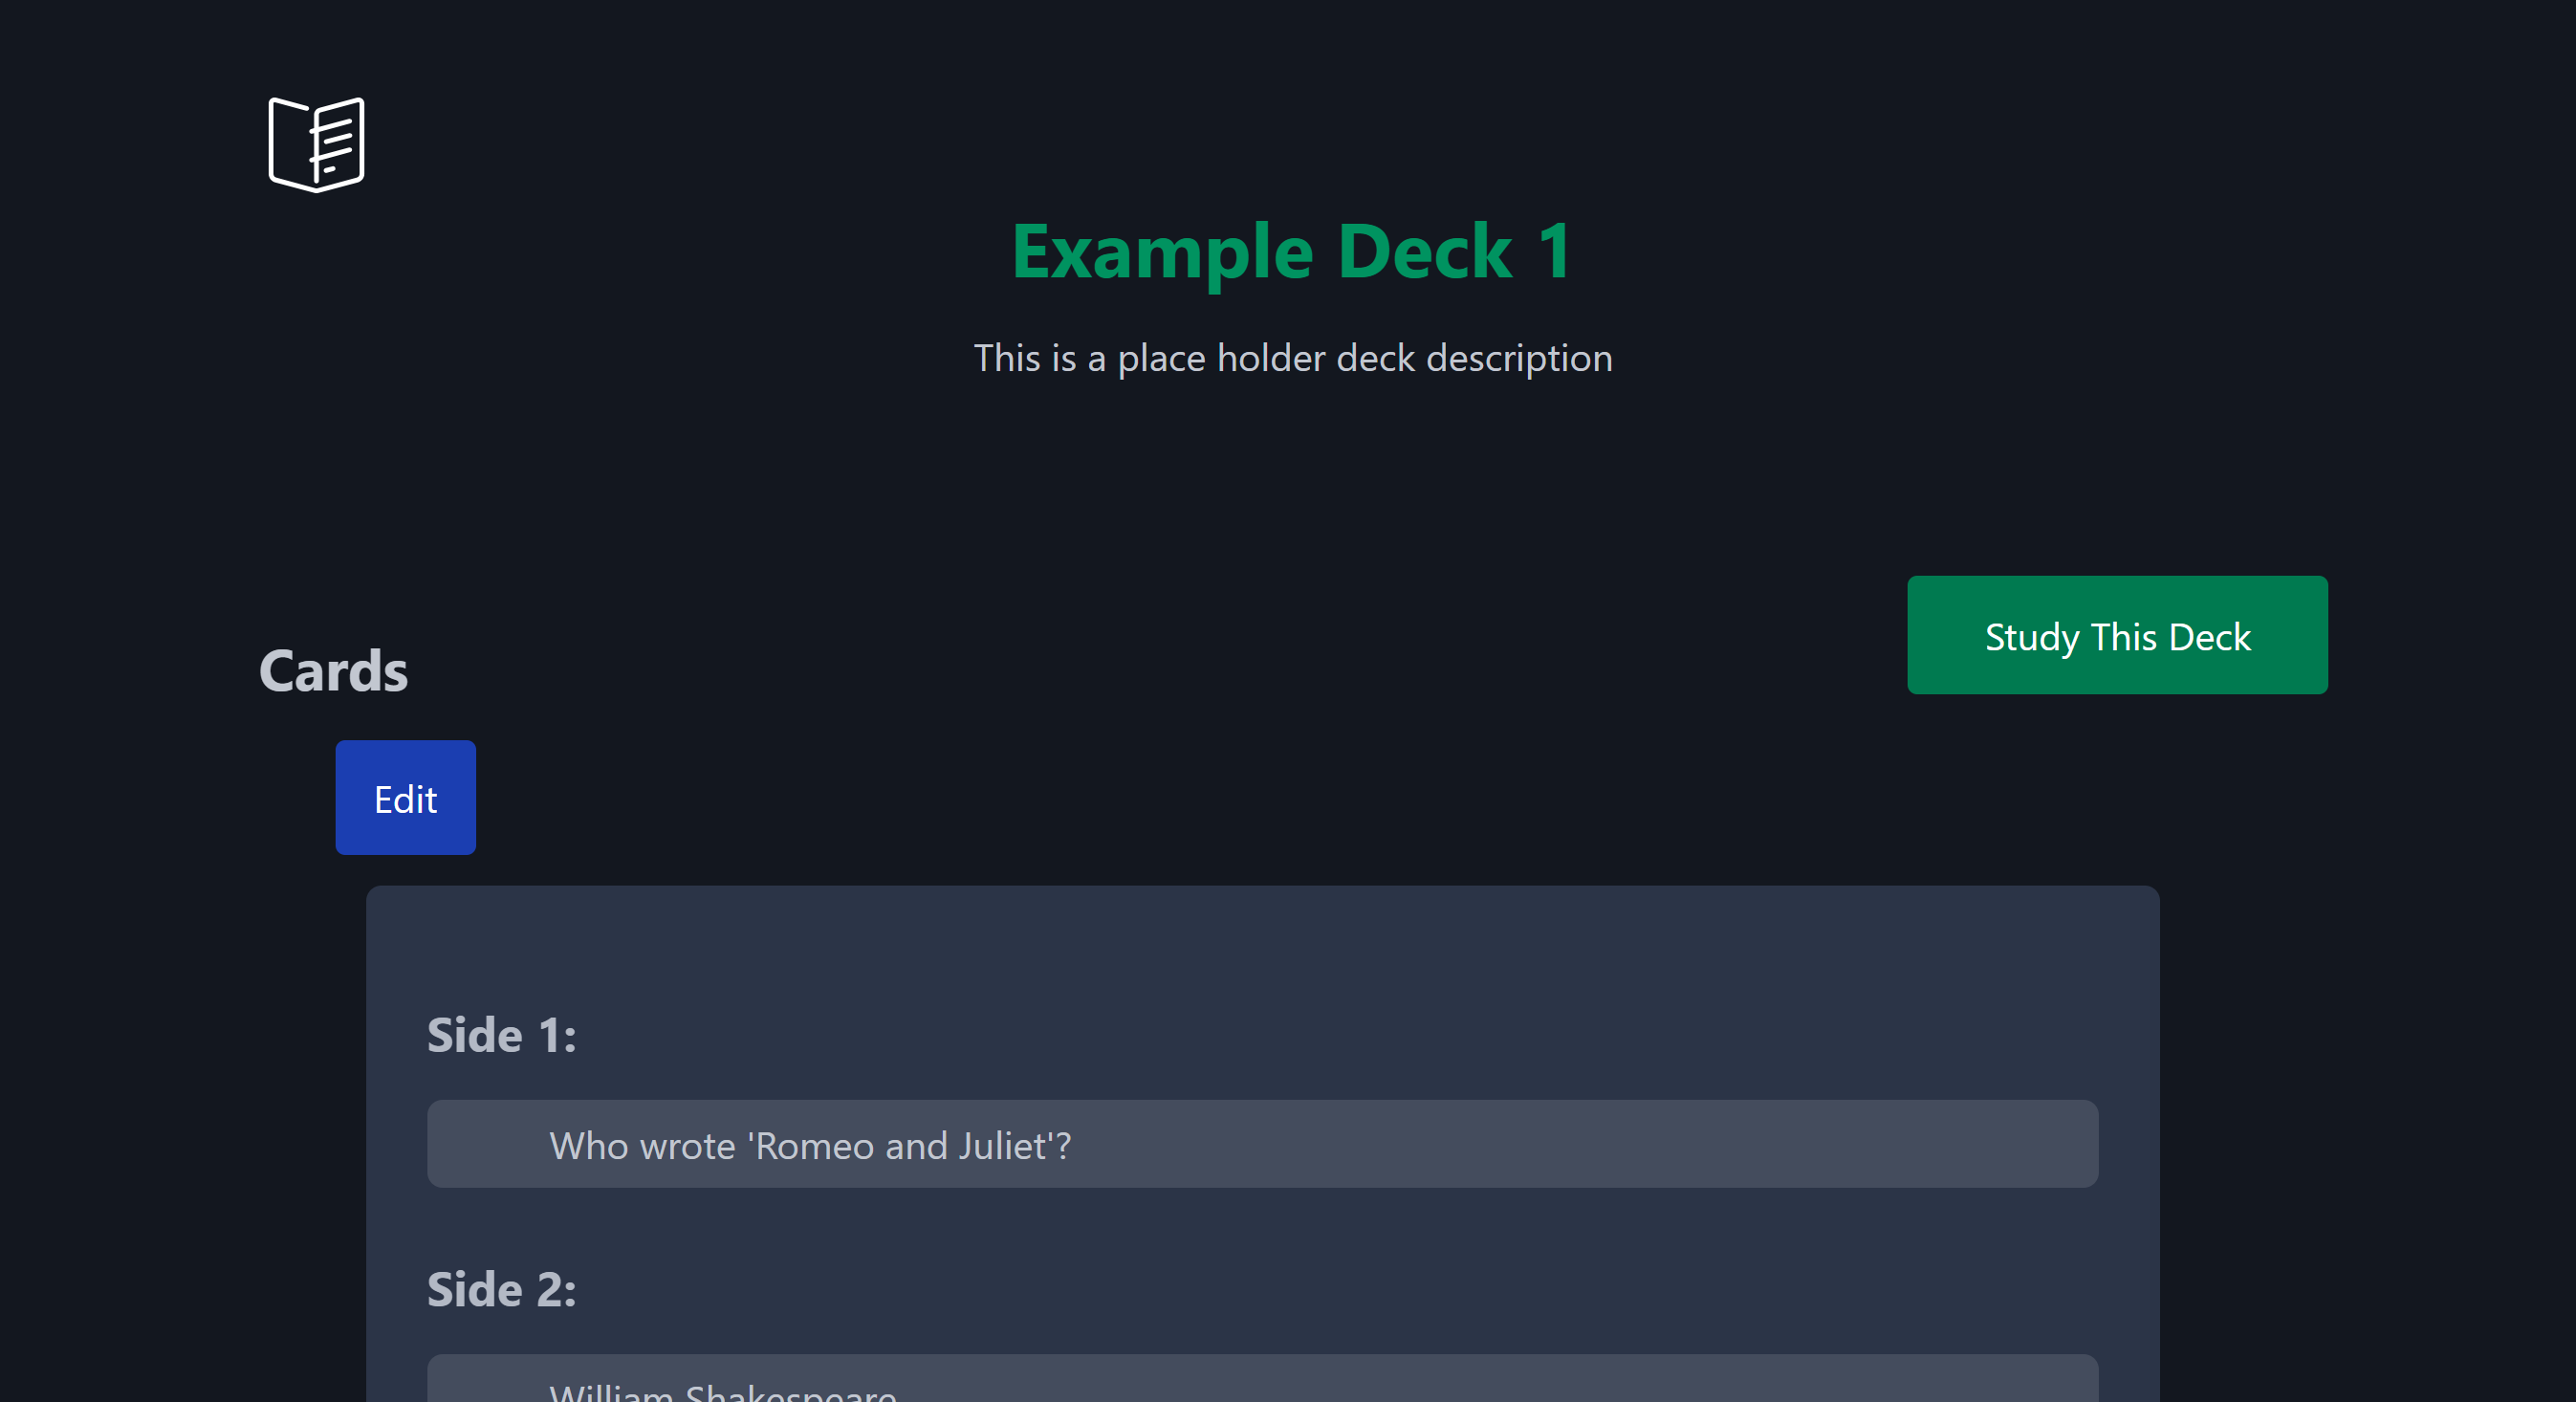 Example Deck 1
This is a place holder deck description
Study This Deck
Cards
Edit
Side 1:
Who wrote 'Romeo and Juliet'?
Side 2:
William Shakespeare